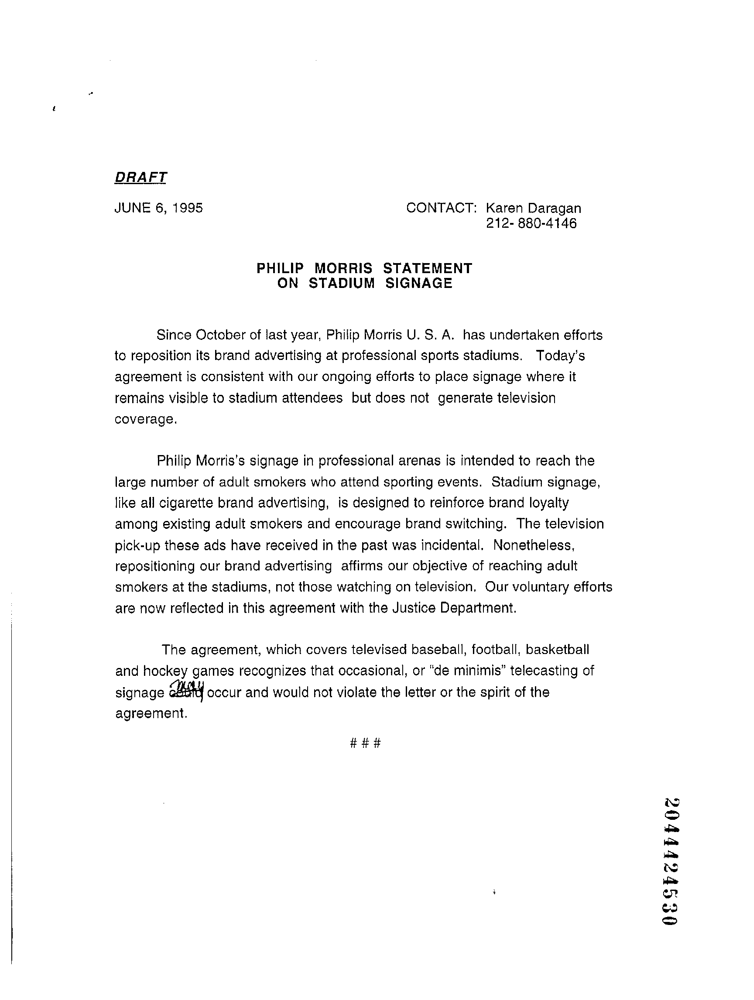 DRAFT
JUNE 6, 1995 CONTACT: Karen Daragan
212- 880-4146
PHILIP MORRIS STATEMENT
ON STADIUM SIGNAGE
Since October of last year, Philip Morris U. S. A. has undertaken efforts
to reposition its brand advertising at professional sports stadiums. Today's
agreement is consistent with our ongoing efforts to place signage where it
remains visible to stadium attendees but does not generate television
coverage.
Philip Morris's signage in professional arenas is intended to reach the
large number of adult smokers who attend sporting events. Stadium signage,
like all cigarette brand advertising, is designed to reinforce brand loyalty
among existing adult smokers and encourage brand switching. The television
pick-up these ads have received in the past was incidental. Nonetheless,
repositioning our brand advertising affirms our objective of reaching adult
smokers at the stadiums, not those watching on television. Our voluntary efforts
are now reflected in this agreement with the Justice Department.
The agreement, which covers televised baseball, football, basketball
and hockey games recognizes that occasional, or "de minimis" telecasting of
signage may occur and would not violate the letter or the spirit of the
agreement.
# # #
2044424530